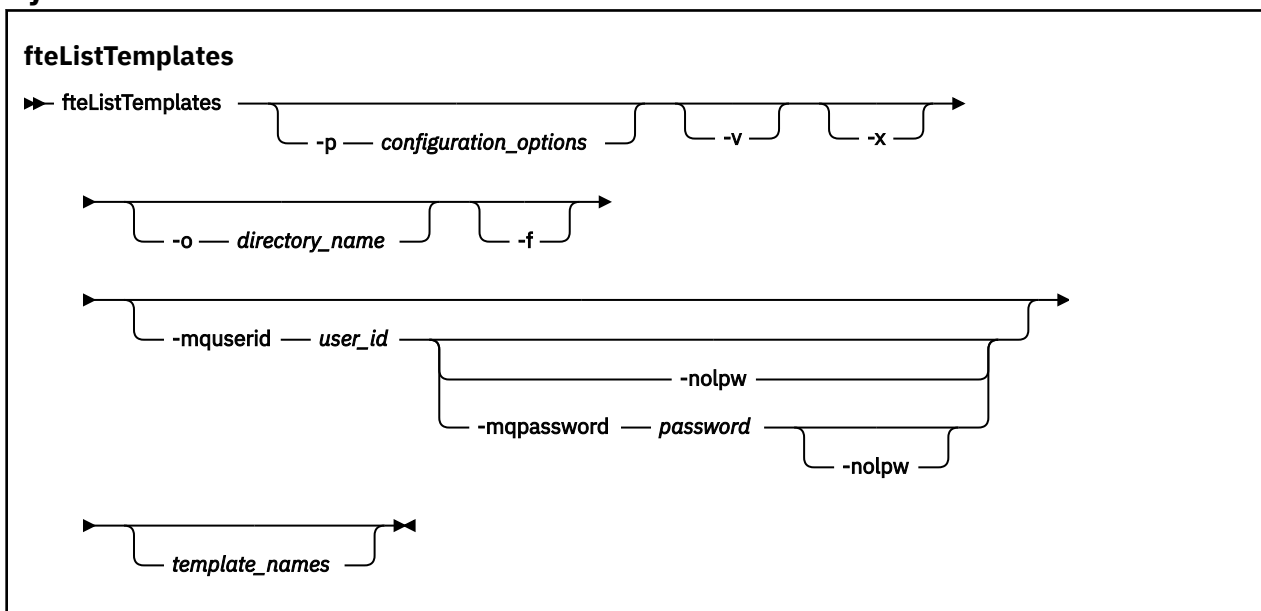 fteListTemplates
fteListTemplates -p configuration_options -v -x
-o directory_name -f
-mquserid user_id
-nolpw
-mqpassword password
-nolpw
template_names